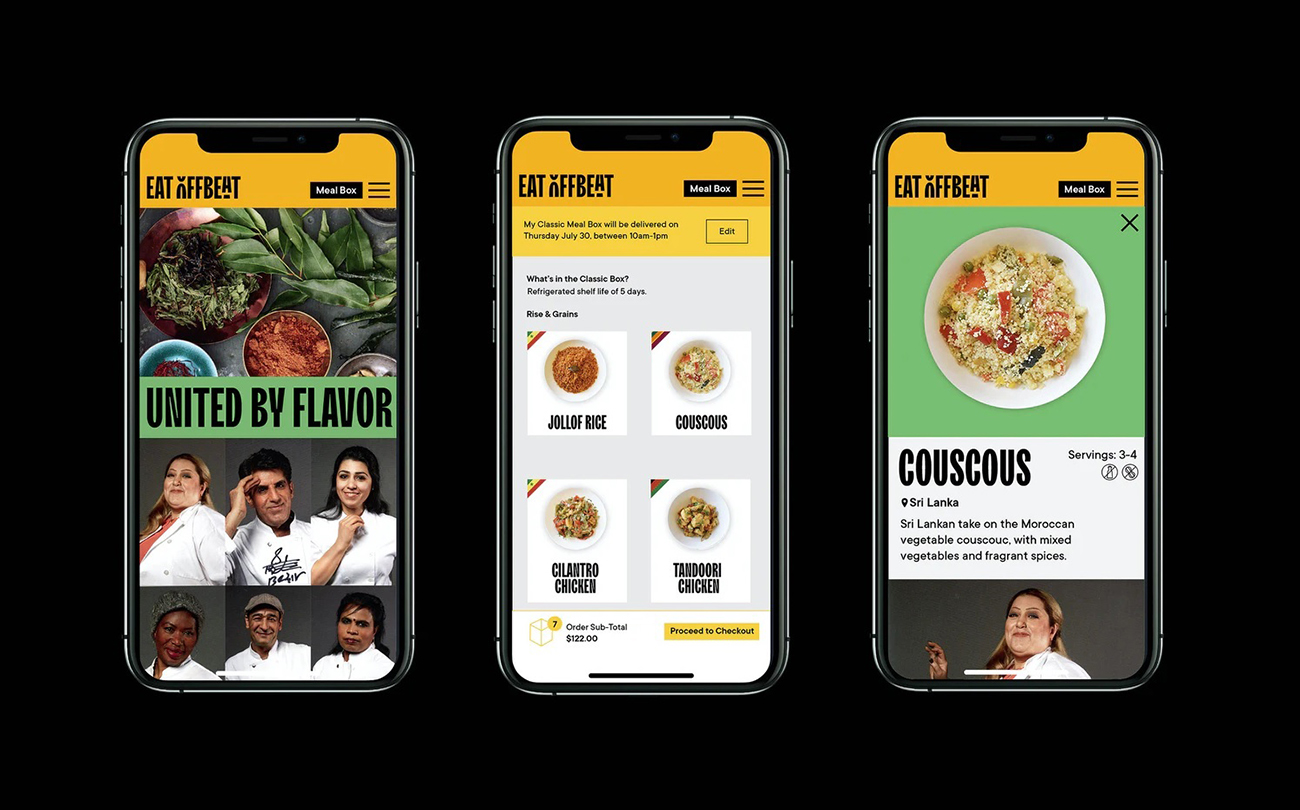 EAT OFFBEAT
Meal Box
UNITED BY FLAVOR
EAT OFFBEAT
Meal Box
My Classic Meal Box will be delivered on
Thursday July 30, between 10am-1pm
Edit
What's in the Classic Box?
Refrigerated shelf life of 5 days.
Rise & Grains
JOLLOF RICE
COUSCOUS
CILANTRO
CHICKEN
TANDOORI
CHICKEN
7
Order Sub-Total
$122.00
Proceed to Checkout
EAT OFFBEAT
Meal Box
COUSCOUS
Servings: 3-4
Sri Lanka
Sri Lankan take on the Moroccan
vegetable couscouc, with mixed
vegetables and fragrant spices.